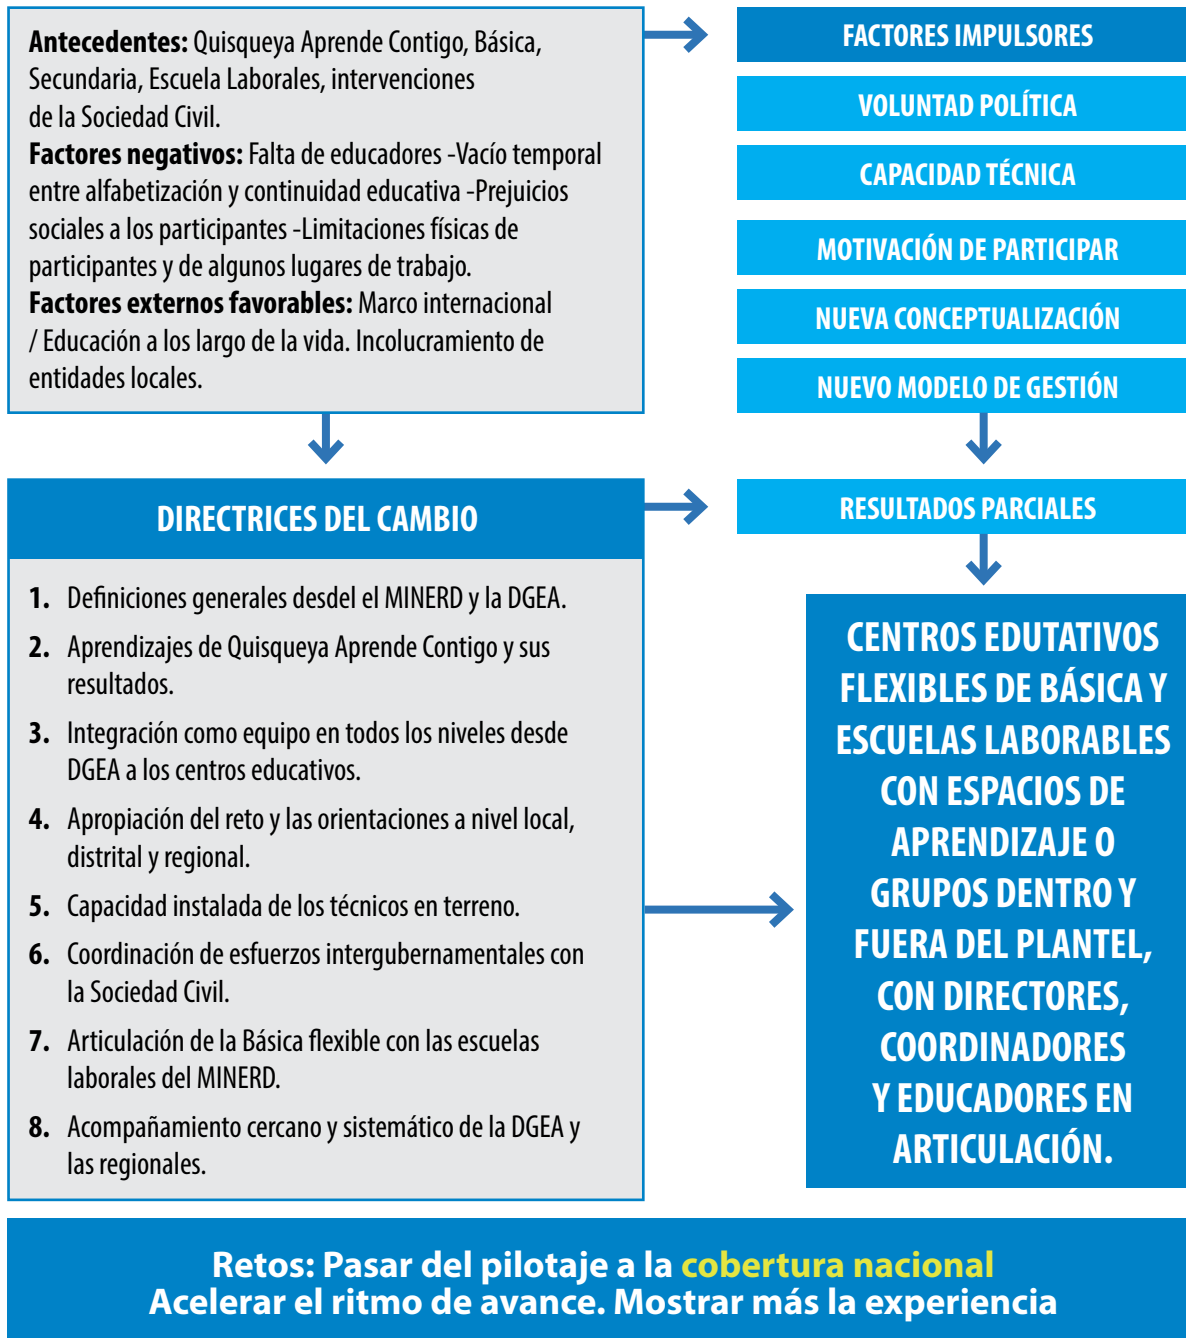 Antecedentes: Quisqueya Aprende Contigo, Básica,
Secundaria, Escuela Laborales, intervenciones
de la Sociedad Civil.
Factores negativos: Falta de educadores -Vacío temporal
entre alfabetización y continuidad educativa -Prejuicios
sociales a los participantes -Limitaciones físicas de
participantes y de algunos lugares de trabajo.
Factores externos favorables: Marco internacional
/ Educación a los largo de la vida. Incolucramiento de
entidades locales.
FACTORES IMPULSORES
VOLUNTAD POLÍTICA
CAPACIDAD TÉCNICA
MOTIVACIÓN DE PARTICIPAR
NUEVA CONCEPTUALIZACIÓN
NUEVO MODELO DE GESTIÓN
DIRECTRICES DEL CAMBIO
1. Definiciones generales desdel el MINERD y la DGEA.
2. Aprendizajes de Quisqueya Aprende Contigo y sus
resultados.
3. Integración como equipo en todos los niveles desde
DGEA a los centros educativos.
4. Apropiación del reto y las orientaciones a nivel local,
distrital y regional.
5. Capacidad instalada de los técnicos en terreno.
6. Coordinación de esfuerzos intergubernamentales con
la Sociedad Civil.
7. Articulación de la Básica flexible con las escuelas
laborales del MINERD.
8. Acompañamiento cercano y sistemático de la DGEA y
las regionales.
RESULTADOS PARCIALES
CENTROS EDUTATIVOS
FLEXIBLES DE BÁSICA Y
ESCUELAS LABORABLES
CON ESPACIOS DE
APRENDIZAJE O
GRUPOS DENTRO Y
FUERA DEL PLANTEL,
CON DIRECTORES,
COORDINADORES
Y EDUCADORES EN
ARTICULACIÓN.
Retos: Pasar del pilotaje a la cobertura nacional
Acelerar el ritmo de avance. Mostrar más la experiencia